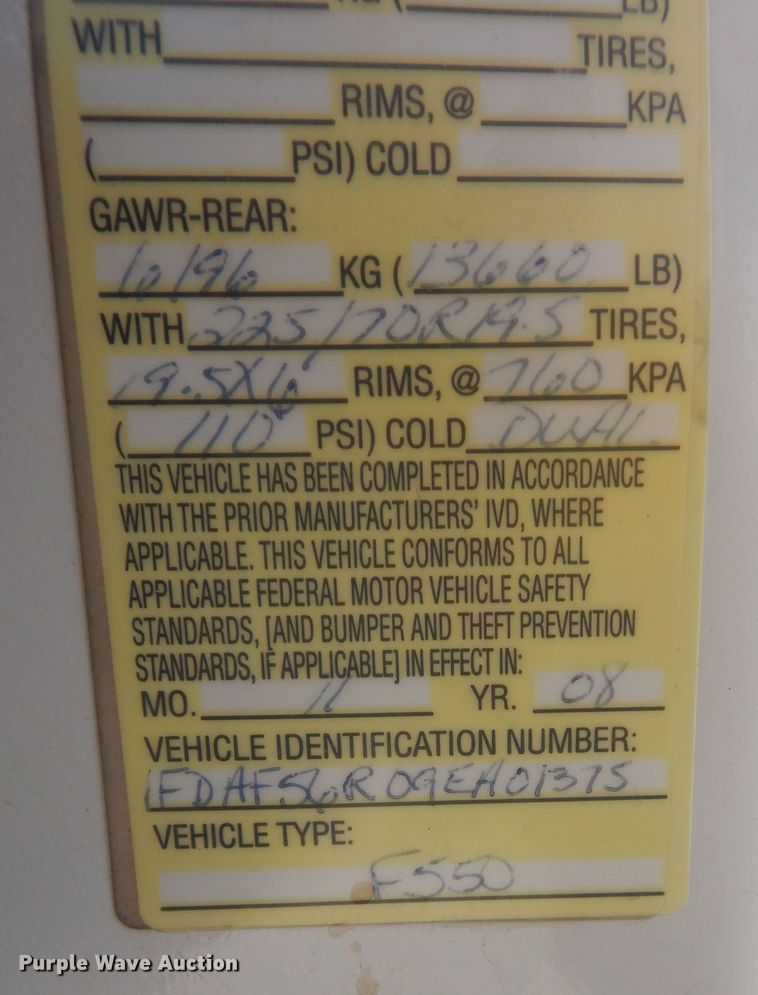 KG ( LB)
WITH TIRES,
RIMS, @ KPA
( PSI) COLD
GAWR-REAR:
6196 KG ( 13660 LB)
WITH 225/70R19.5 TIRES,
19.5X6 RIMS, @ 760 KPA
( 110 PSI) COLD DUAL
THIS VEHICLE HAS BEEN COMPLETED IN ACCORDANCE
WITH THE PRIOR MANUFACTURERS' IVD, WHERE
APPLICABLE. THIS VEHICLE CONFORMS TO ALL
APPLICABLE FEDERAL MOTOR VEHICLE SAFETY
STANDARDS, [AND BUMPER AND THEFT PREVENTION
STANDARDS, IF APPLICABLE] IN EFFECT IN:
MO. 11 YR. 08
VEHICLE IDENTIFICATION NUMBER:
1FDAF56R09EA01375
VEHICLE TYPE:
F550
Purple Wave Auction